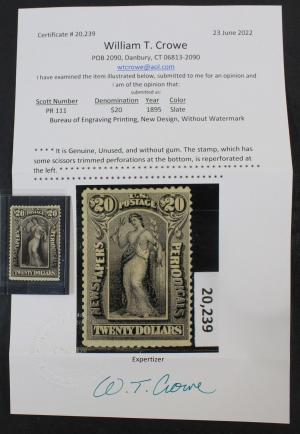 Certificate # 20,239 23 June 2022
William T. Crowe
POB 2090, Danbury, CT 06813-2090
wtcrowe@aol.com
I have examined the item illustrated below, submitted to me for an opinion and
I am of the opinion that:
submitted as:
Scott Number Denomination Year Color
PR 111 $20 1895 Slate
Bureau of Engraving Printing, New Design, Without Watermark
* * * * It is Genuine, Unused, and without gum. The stamp, which has
some scissors trimmed perforations at the bottom, is reperforated at
the left. * * * * * * * * * * * * * * * * * * * * * * * * * * * *
20 20
TWENTY DOLLARS
U.S.
$20 POSTAGE $20
NEWSPAPERS PERIODICALS
TWENTY DOLLARS
20,239
Expertizer
W. T. Crowe